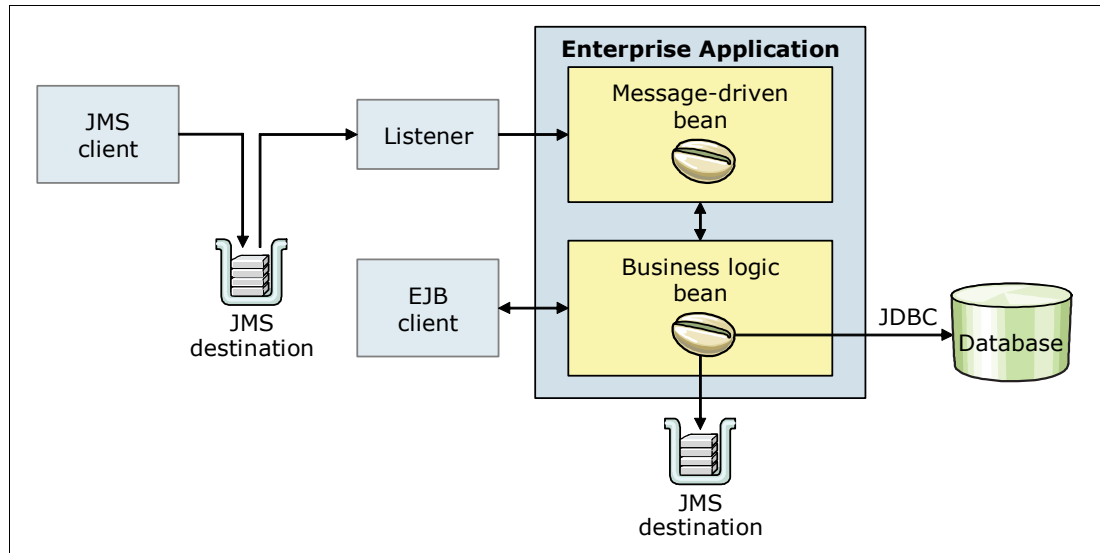 Enterprise Application
Message-driven
bean
JMS
client
Listener
JMS
destination
EJB
client
Business logic
bean
JDBC
Database
JMS
destination